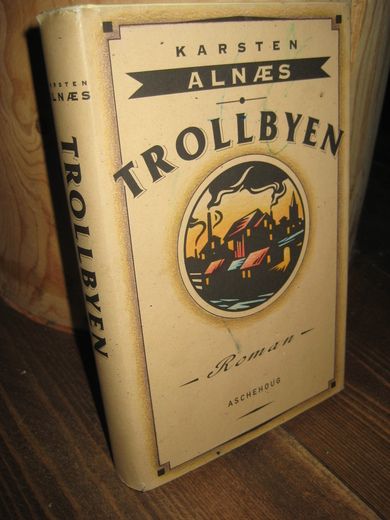 KARSTEN
ALNÆS
TROLLBYEN
Roman
ASCHEHOUG
KARSTEN
ALNÆS
TROLLBYEN